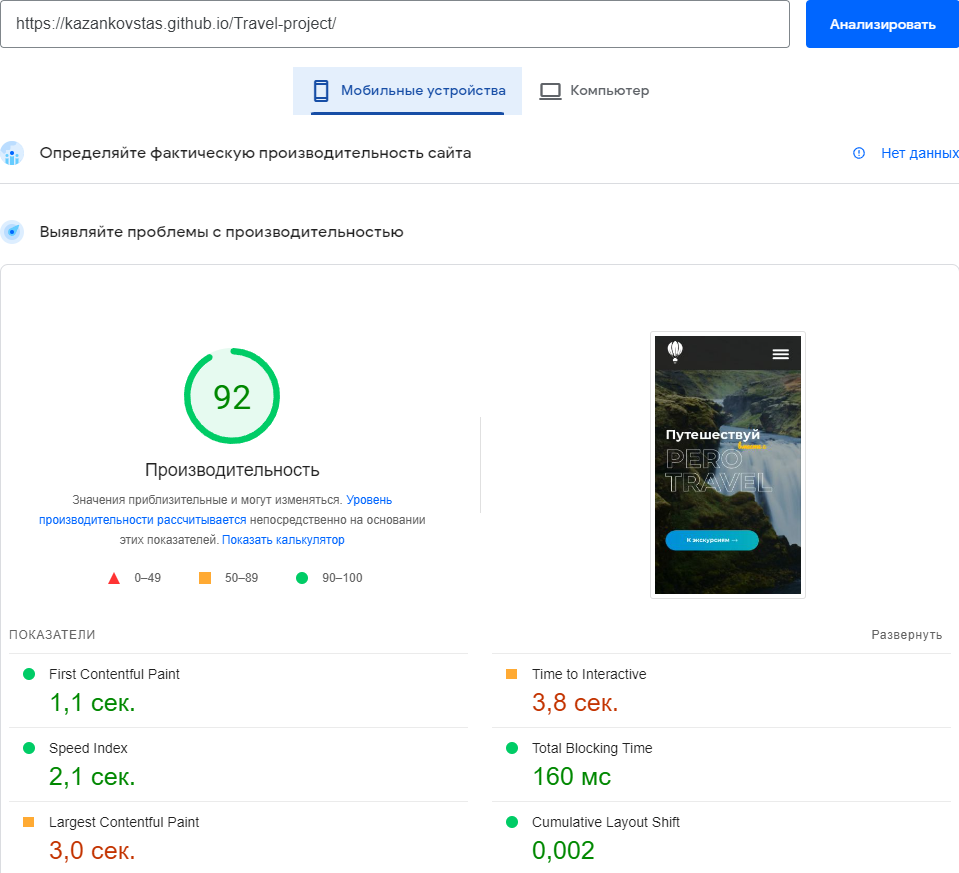 https://kazankovstas.github.io/Travel-project/
Анализировать
Мобильные устройства
Компьютер
Определяйте фактическую производительность сайта
Нет данных
Выявляйте проблемы с производительностью
92
Производительность
Значения приблизительные и могут изменяться. Уровень
производительности рассчитывается непосредственно на основании
этих показателей. Показать калькулятор
0–49
50–89
90–100
Путешествуй
PERO
TRAVEL
К экскурсиям →
ПОКАЗАТЕЛИ
Развернуть
First Contentful Paint
1,1 сек.
Time to Interactive
3,8 сек.
Speed Index
2,1 сек.
Total Blocking Time
160 мс
Largest Contentful Paint
3,0 сек.
Cumulative Layout Shift
0,002